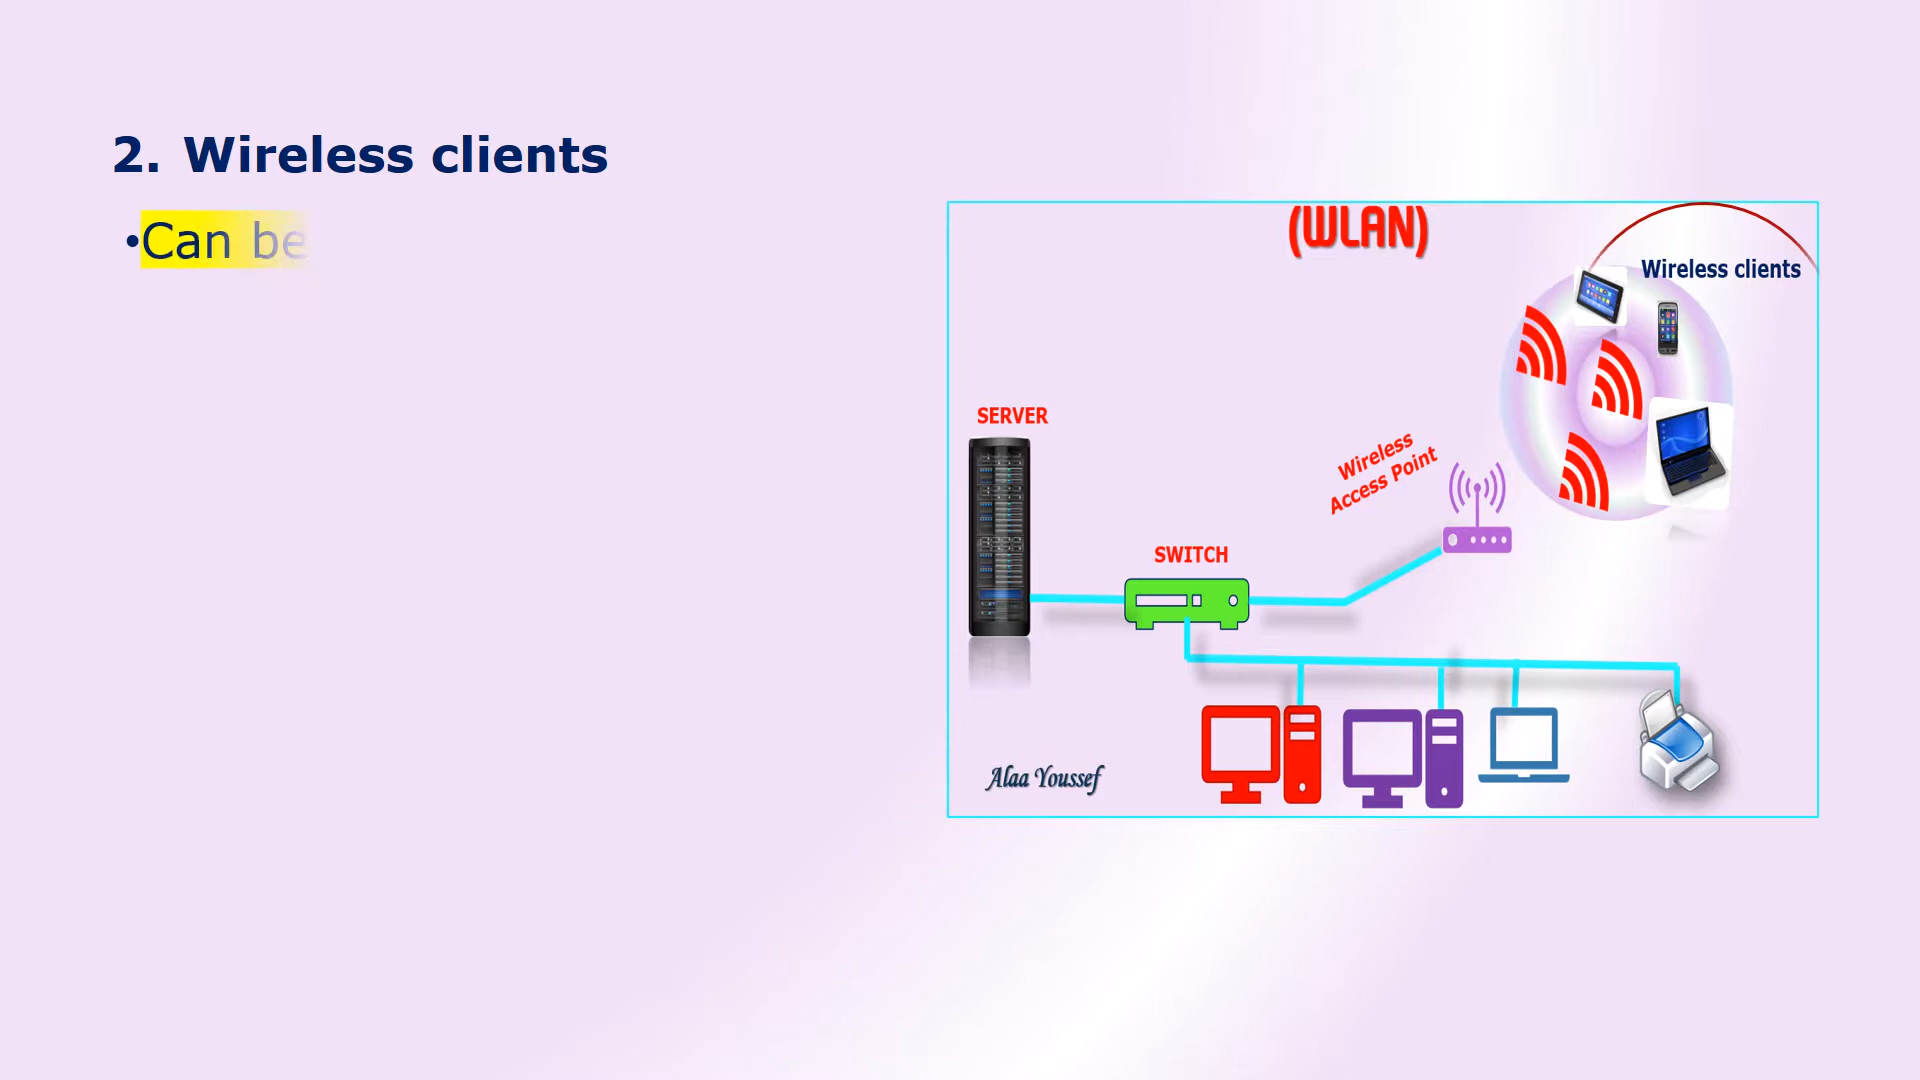 2. Wireless clients
•Can be
(WLAN)
Wireless clients
SERVER
Wireless
Access Point
SWITCH
Alaa Youssef